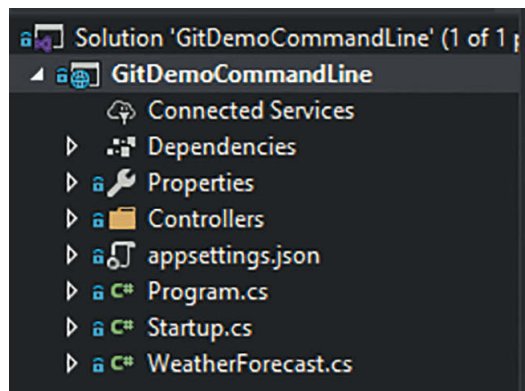 Solution 'GitDemoCommandLine' (1 of 1
GitDemoCommandLine
Connected Services
Dependencies
Properties
Controllers
appsettings.json
C# Program.cs
C# Startup.cs
C# WeatherForecast.cs